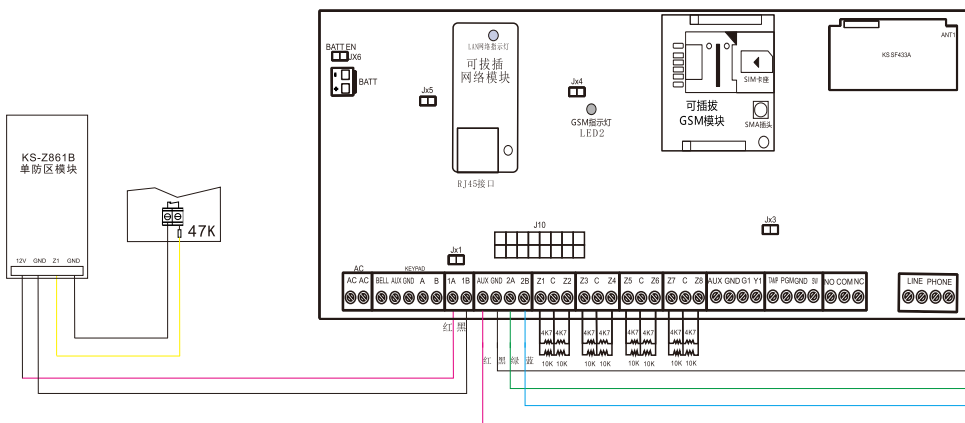 KS-Z861B
单防区模块
12V GND Z1 GND
47K
BATT EN
JX6
BATT
Jx5
LAN网络指示灯
可拔插
网络模块
RJ45接口
Jx4
GSM指示灯
LED2
SIM卡座
可插拔
GSM模块
SMA插头
ANT1
KS SF433A
Jx3
J10
Jx1
AC
KEYPAD
AC AC BELL AUX GND A B 1A 1B AUX GND 2A 2B Z1 C Z2 Z3 C Z4 Z5 C Z6 Z7 C Z8 AUX GND G1 Y1 PGM GND NO COM NC LINE PHONE
红 黑
红 黑 绿 蓝
4K7 4K7 4K7 4K7 4K7 4K7 4K7 4K7
10K 10K 10K 10K 10K 10K 10K 10K